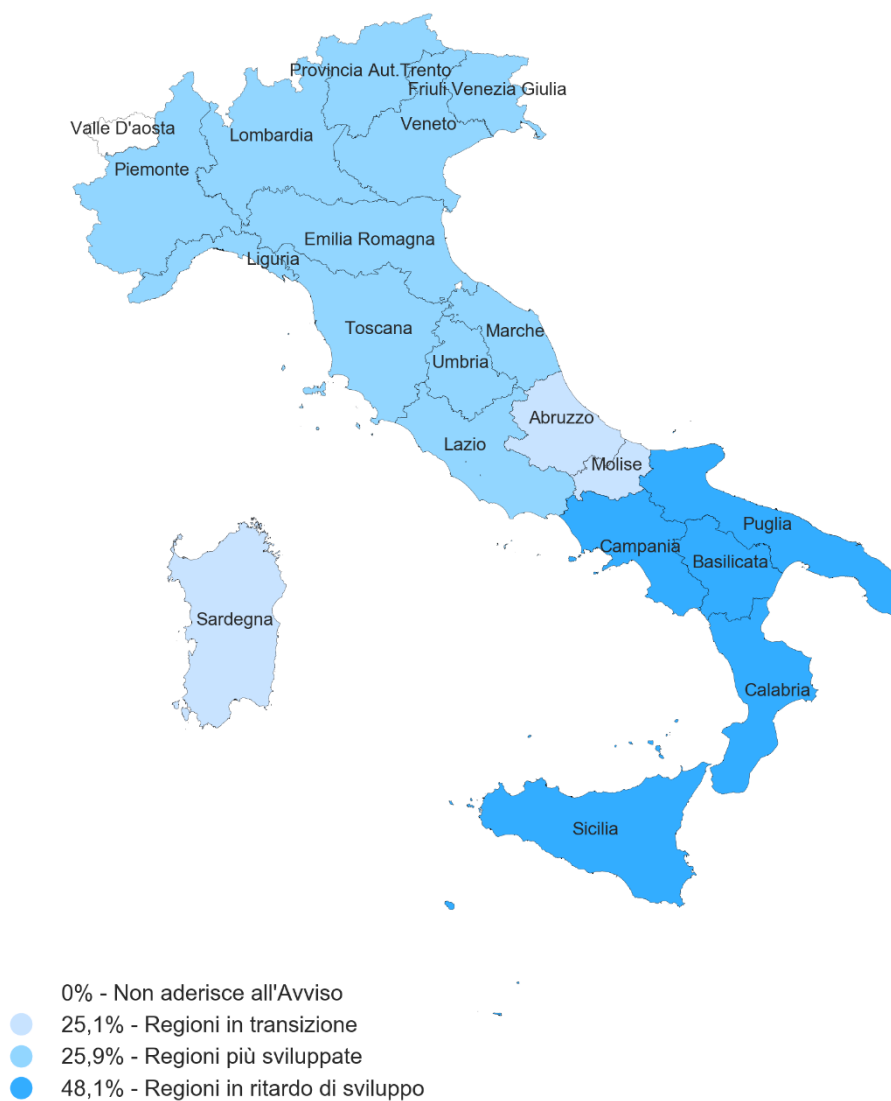 Provincia Aut.Trento
Friuli Venezia Giulia
Valle D'aosta
Lombardia
Veneto
Piemonte
Emilia Romagna
Liguria
Toscana
Marche
Umbria
Abruzzo
Lazio
Molise
Puglia
Campania
Basilicata
Sardegna
Calabria
Sicilia
0% - Non aderisce all'Avviso
25,1% - Regioni in transizione
25,9% - Regioni più sviluppate
48,1% - Regioni in ritardo di sviluppo